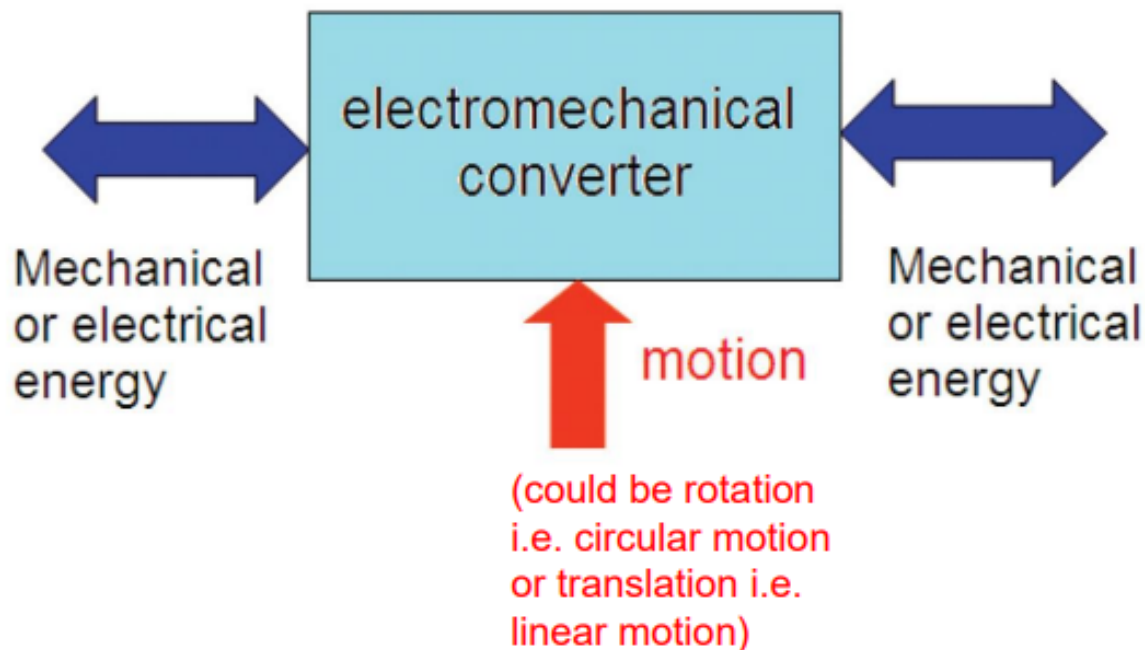 electromechanical
converter
Mechanical
or electrical
energy
Mechanical
or electrical
energy
motion
(could be rotation
i.e. circular motion
or translation i.e.
linear motion)